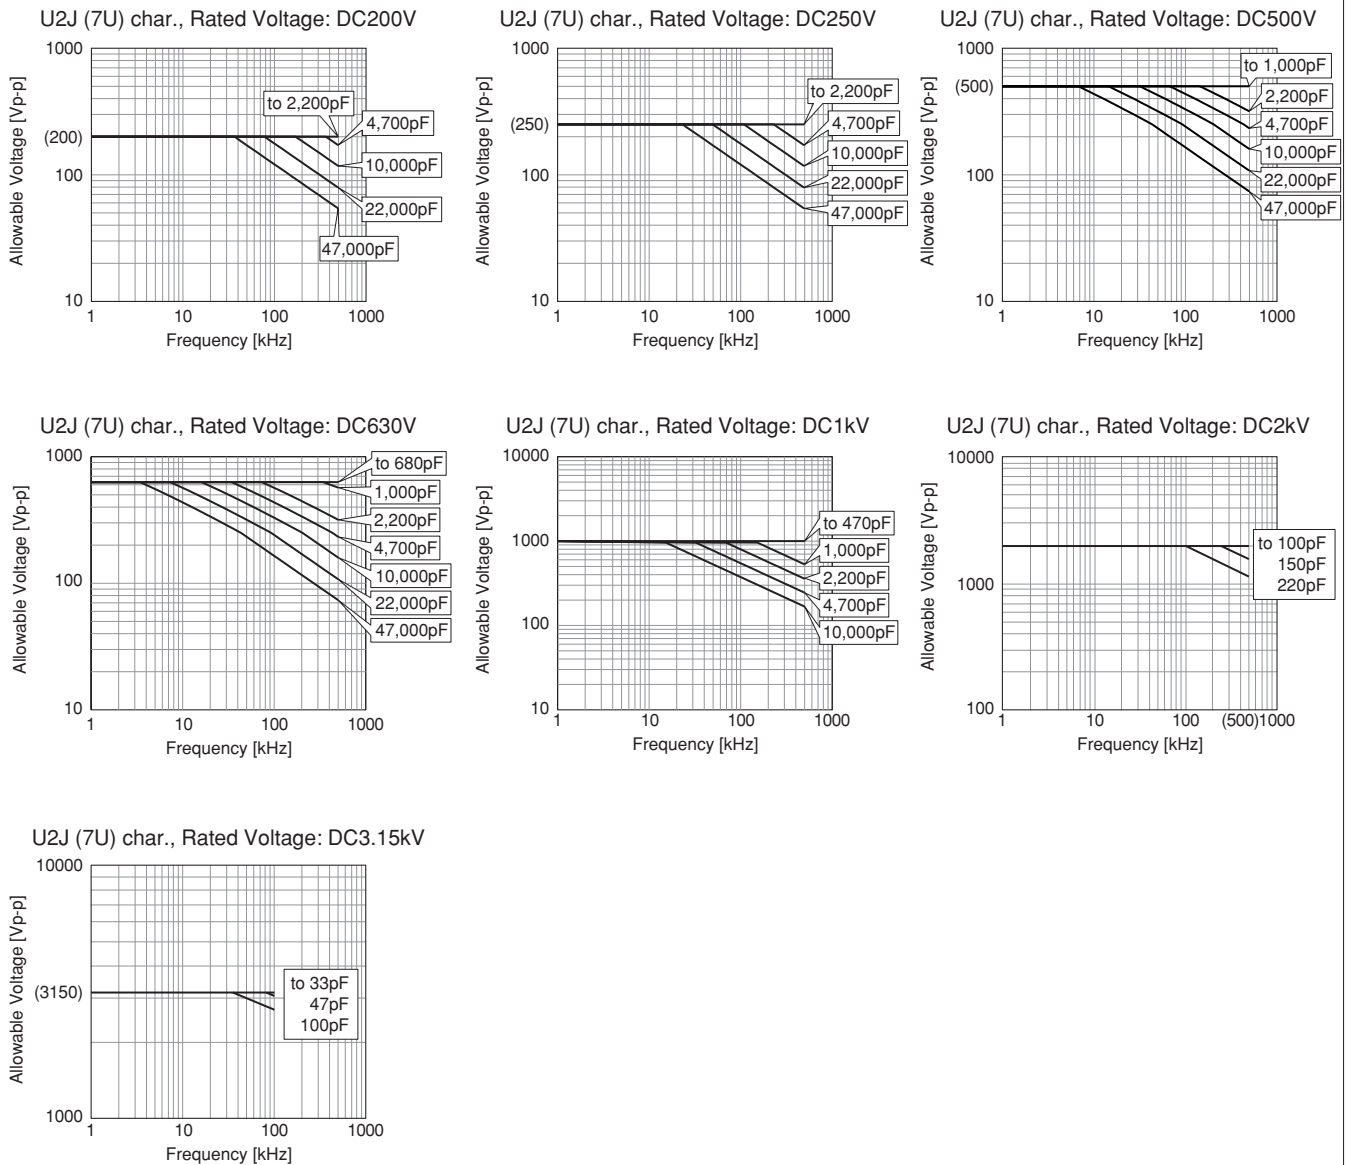 U2J (7U) char., Rated Voltage: DC200V
1000
(200)
100
10
1 10 100 1000
Allowable Voltage [Vp-p]
Frequency [kHz]
to 2,200pF
4,700pF
10,000pF
22,000pF
47,000pF
U2J (7U) char., Rated Voltage: DC250V
1000
(250)
100
10
1 10 100 1000
Allowable Voltage [Vp-p]
Frequency [kHz]
to 2,200pF
4,700pF
10,000pF
22,000pF
47,000pF
U2J (7U) char., Rated Voltage: DC500V
1000
(500)
100
10
1 10 100 1000
Allowable Voltage [Vp-p]
Frequency [kHz]
to 1,000pF
2,200pF
4,700pF
10,000pF
22,000pF
47,000pF
U2J (7U) char., Rated Voltage: DC630V
1000
100
10
1 10 100 1000
Allowable Voltage [Vp-p]
Frequency [kHz]
to 680pF
1,000pF
2,200pF
4,700pF
10,000pF
22,000pF
47,000pF
U2J (7U) char., Rated Voltage: DC1kV
10000
1000
100
10
1 10 100 1000
Allowable Voltage [Vp-p]
Frequency [kHz]
to 470pF
1,000pF
2,200pF
4,700pF
10,000pF
U2J (7U) char., Rated Voltage: DC2kV
10000
1000
100
1 10 100 (500)1000
Allowable Voltage [Vp-p]
Frequency [kHz]
to 100pF
150pF
220pF
U2J (7U) char., Rated Voltage: DC3.15kV
10000
(3150)
1000
1 10 100 1000
Allowable Voltage [Vp-p]
Frequency [kHz]
to 33pF
47pF
100pF